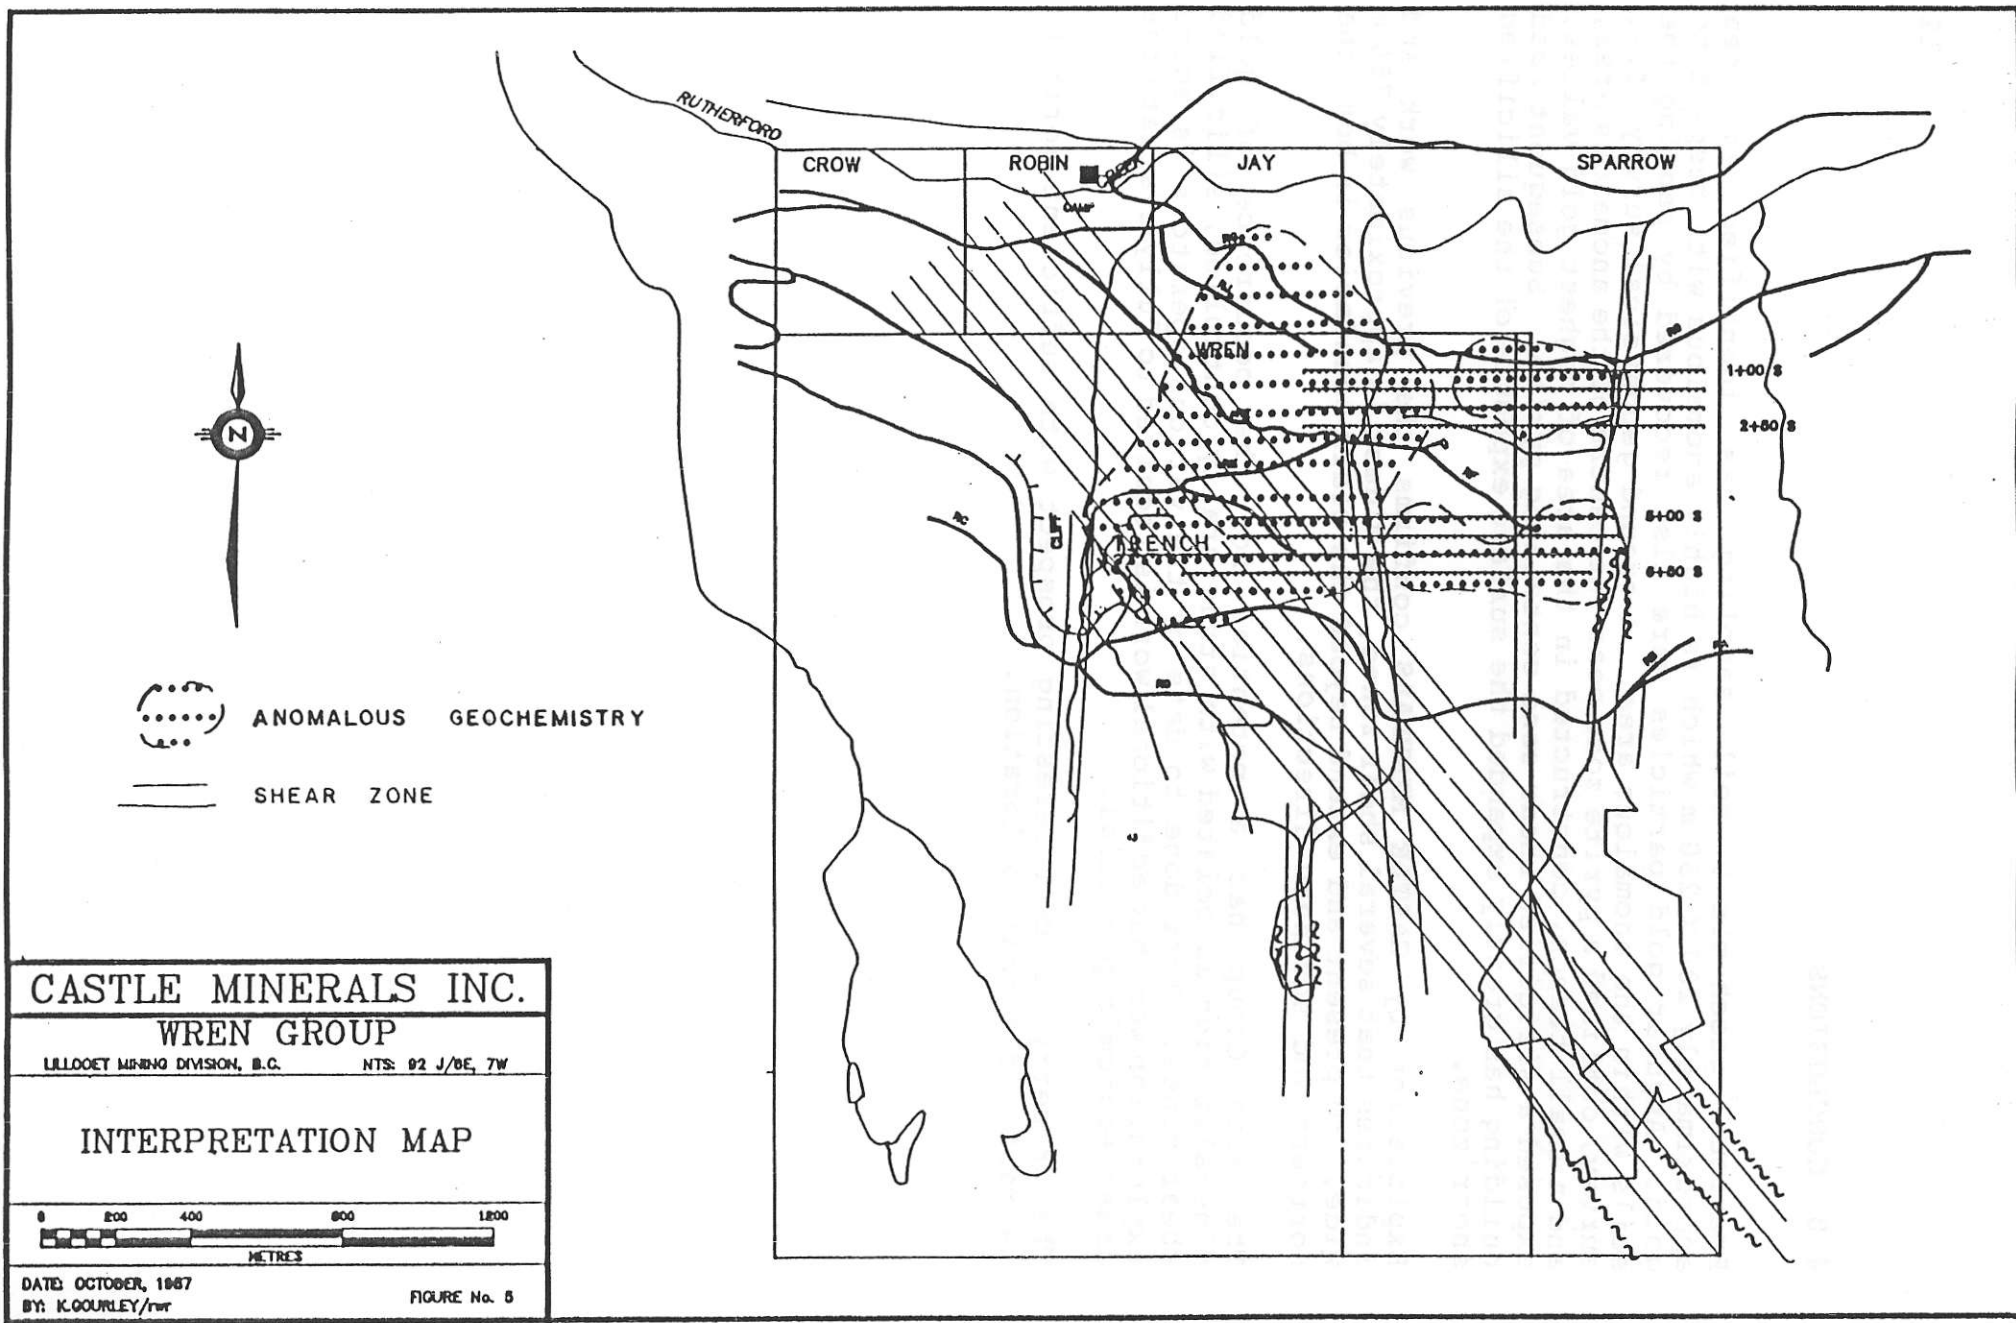 RUTHERFORD
CREEK
CROW
ROBIN
JAY
SPARROW
CAMP
WREN
1+00 S
2+50 S
5+00 S
6+50 S
CLIFF
TRENCH
N
ANOMALOUS GEOCHEMISTRY
SHEAR ZONE
CASTLE MINERALS INC.
WREN GROUP
LILLOOET MINING DIVISION, B.C. NTS: 92 J/6E, 7W
INTERPRETATION MAP
0 200 400 800 1200
METRES
DATE: OCTOBER, 1987
BY: K.GOURLEY/rwr
FIGURE No. 5